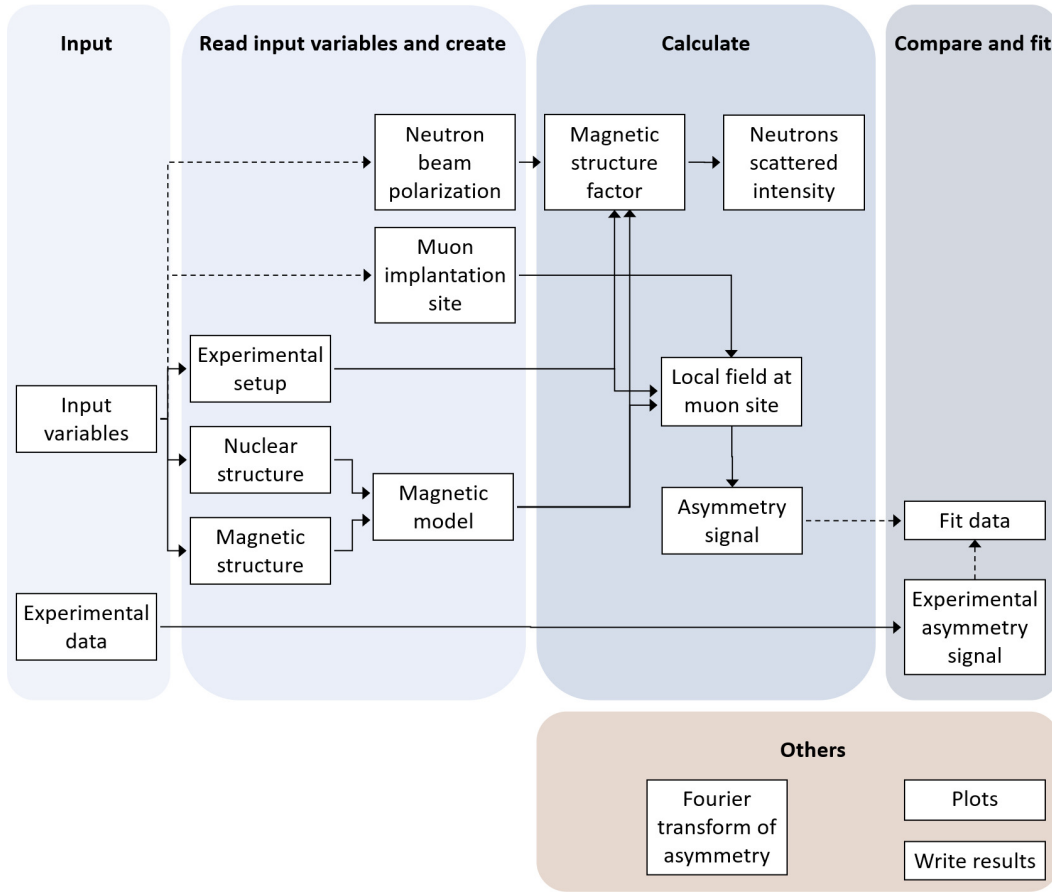 Input
Read input variables and create
Calculate
Compare and fit
Neutron
beam
polarization
Magnetic
structure
factor
Neutrons
scattered
intensity
Muon
implantation
site
Experimental
setup
Local field at
muon site
Input
variables
Nuclear
structure
Magnetic
model
Magnetic
structure
Asymmetry
signal
Fit data
Experimental
data
Experimental
asymmetry
signal
Others
Fourier
transform of
asymmetry
Plots
Write results